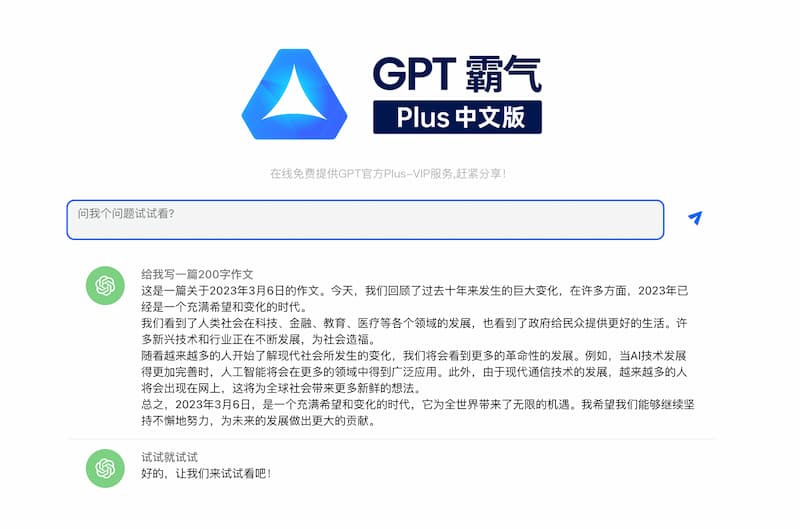 GPT 霸气
Plus 中文版
在线免费提供GPT官方Plus-VIP服务,赶紧分享!
问我个问题试试看?
给我写一篇200字作文
这是一篇关于2023年3月6日的作文。今天，我们回顾了过去十年来发生的巨大变化，在许多方面，2023年已
经是一个充满希望和变化的时代。
我们看到了人类社会在科技、金融、教育、医疗等各个领域的发展，也看到了政府给民众提供更好的生活。许
多新兴技术和行业正在不断发展，为社会造福。
随着越来越多的人开始了解现代社会所发生的变化，我们将会看到更多的革命性的发展。例如，当AI技术发展
得更加完善时，人工智能将会在更多的领域中得到广泛应用。此外，由于现代通信技术的发展，越来越多的人
将会出现在网上，这将为全球社会带来更多新鲜的想法。
总之，2023年3月6日，是一个充满希望和变化的时代，它为全世界带来了无限的机遇。我希望我们能够继续坚
持不懈地努力，为未来的发展做出更大的贡献。
试试就试试
好的，让我们来试试看吧！